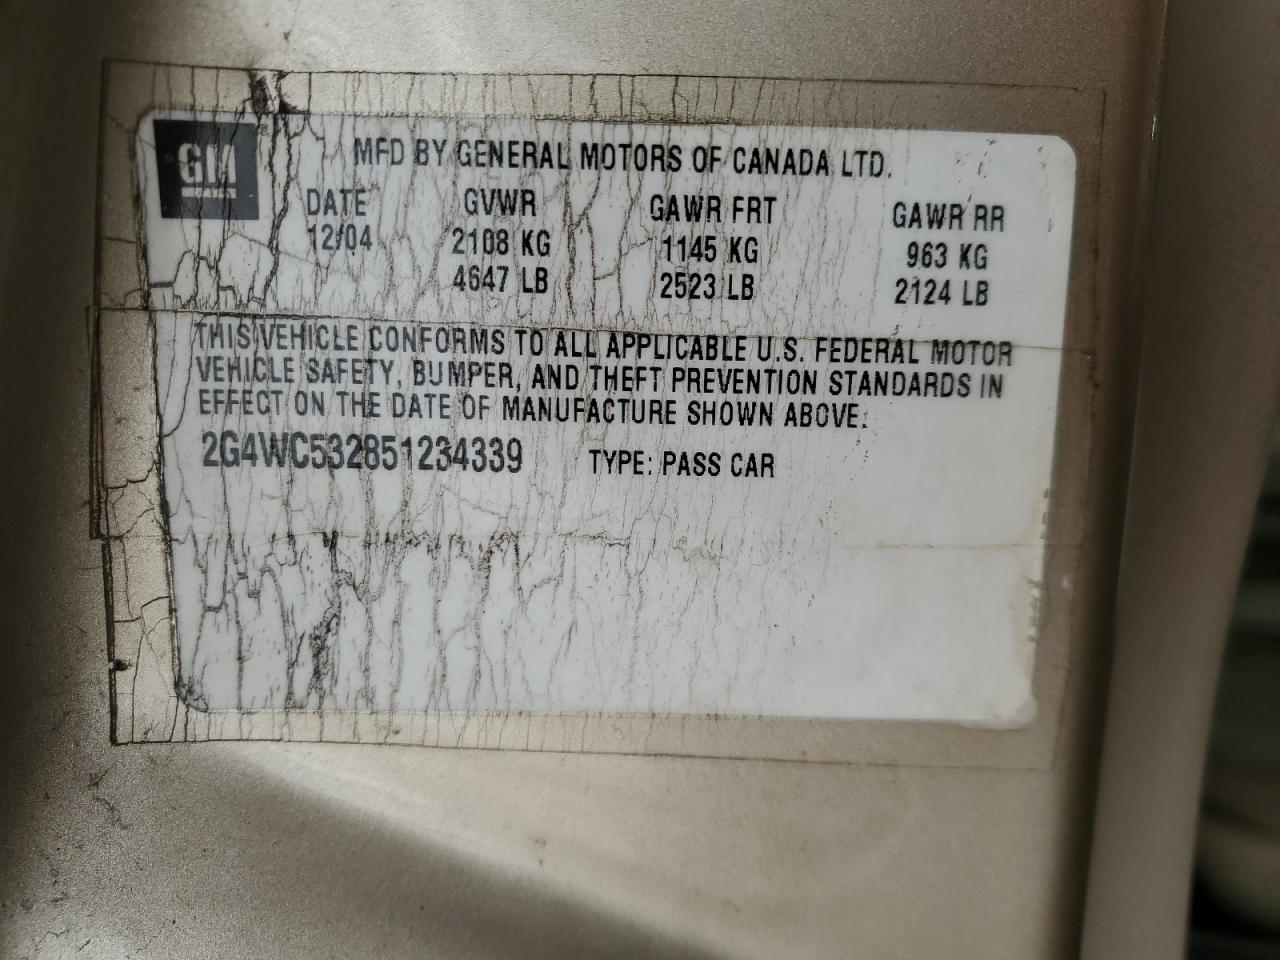 GM
MFD BY GENERAL MOTORS OF CANADA LTD.
DATE GVWR GAWR FRT GAWR RR
12/04 2108 KG 1145 KG 963 KG
4647 LB 2523 LB 2124 LB
THIS VEHICLE CONFORMS TO ALL APPLICABLE U.S. FEDERAL MOTOR
VEHICLE SAFETY, BUMPER, AND THEFT PREVENTION STANDARDS IN
EFFECT ON THE DATE OF MANUFACTURE SHOWN ABOVE.
2G4WC532851234339 TYPE: PASS CAR